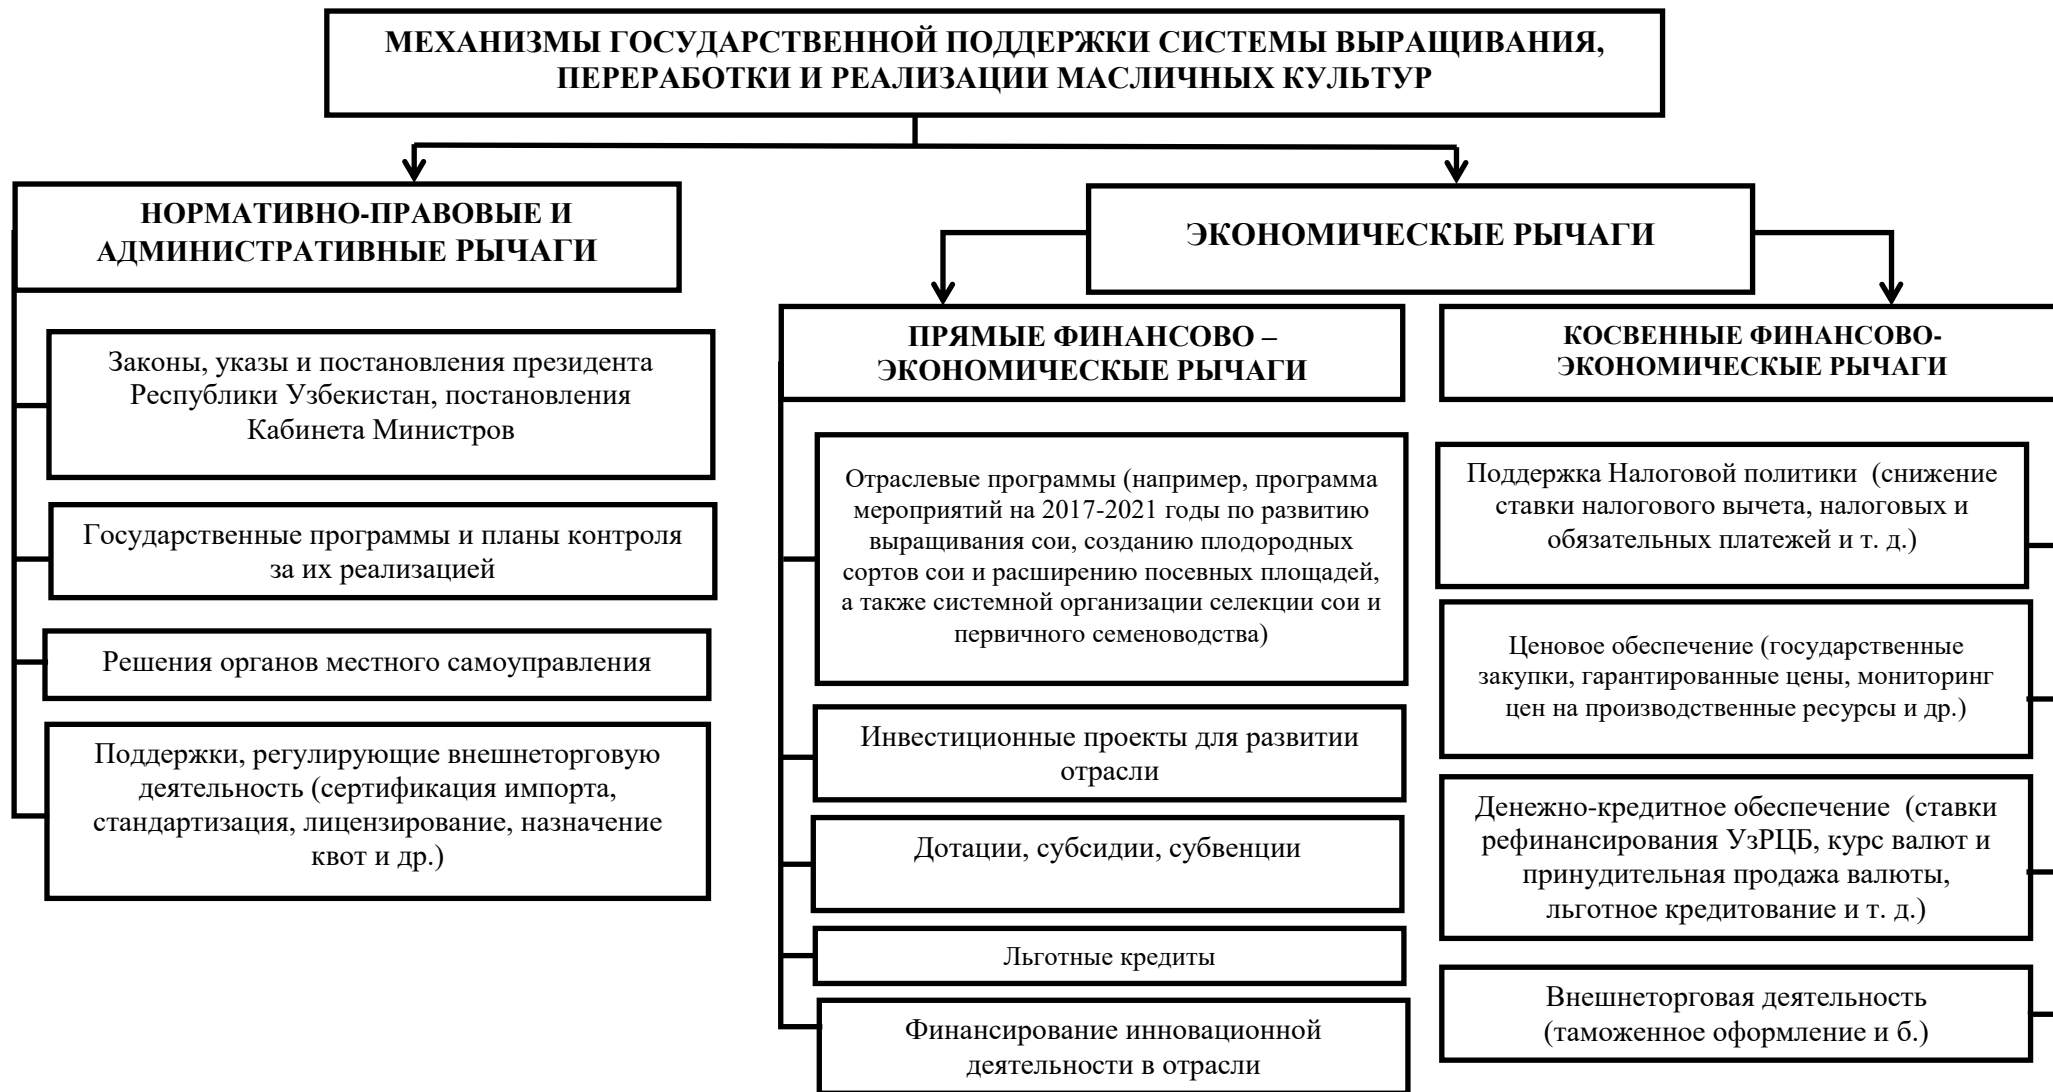 МЕХАНИЗМЫ ГОСУДАРСТВЕННОЙ ПОДДЕРЖКИ СИСТЕМЫ ВЫРАЩИВАНИЯ,
ПЕРЕРАБОТКИ И РЕАЛИЗАЦИИ МАСЛИЧНЫХ КУЛЬТУР
НОРМАТИВНО-ПРАВОВЫЕ И
АДМИНИСТРАТИВНЫЕ РЫЧАГИ
Законы, указы и постановления президента
Республики Узбекистан, постановления
Кабинета Министров
Государственные программы и планы контроля
за их реализацией
Решения органов местного самоуправления
Поддержки, регулирующие внешнеторговую
деятельность (сертификация импорта,
стандартизация, лицензирование, назначение
квот и др.)
ЭКОНОМИЧЕСКЫЕ РЫЧАГИ
ПРЯМЫЕ ФИНАНСОВО –
ЭКОНОМИЧЕСКЫЕ РЫЧАГИ
Отраслевые программы (например, программа
мероприятий на 2017-2021 годы по развитию
выращивания сои, созданию плодородных
сортов сои и расширению посевных площадей,
а также системной организации селекции сои и
первичного семеноводства)
Инвестиционные проекты для развитии
отрасли
Дотации, субсидии, субвенции
Льготные кредиты
Финансирование инновационной
деятельности в отрасли
КОСВЕННЫЕ ФИНАНСОВО-
ЭКОНОМИЧЕСКЫЕ РЫЧАГИ
Поддержка Налоговой политики (снижение
ставки налогового вычета, налоговых и
обязательных платежей и т. д.)
Ценовое обеспечение (государственные
закупки, гарантированные цены, мониторинг
цен на производственные ресурсы и др.)
Денежно-кредитное обеспечение (ставки
рефинансирования УзРЦБ, курс валют и
принудительная продажа валюты,
льготное кредитование и т. д.)
Внешнеторговая деятельность
(таможенное оформление и б.)